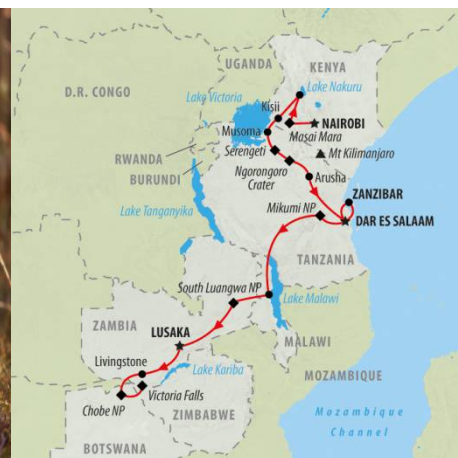 UGANDA
KENYA
Lake Nakuru
D.R. CONGO
Lake Victoria
Kisii
NAIROBI
Musoma
Masai Mara
Serengeti
Mt Kilimanjaro
RWANDA
Ngorongoro
Crater
Arusha
BURUNDI
ZANZIBAR
Mikumi NP
Lake Tanganyika
DAR ES SALAAM
TANZANIA
South Luangwa NP
Lake Malawi
ZAMBIA
LUSAKA
MALAWI
Livingstone
Lake Kariba
MOZAMBIQUE
Victoria Falls
Chobe NP
ZIMBABWE
Mozambique
Channel
BOTSWANA